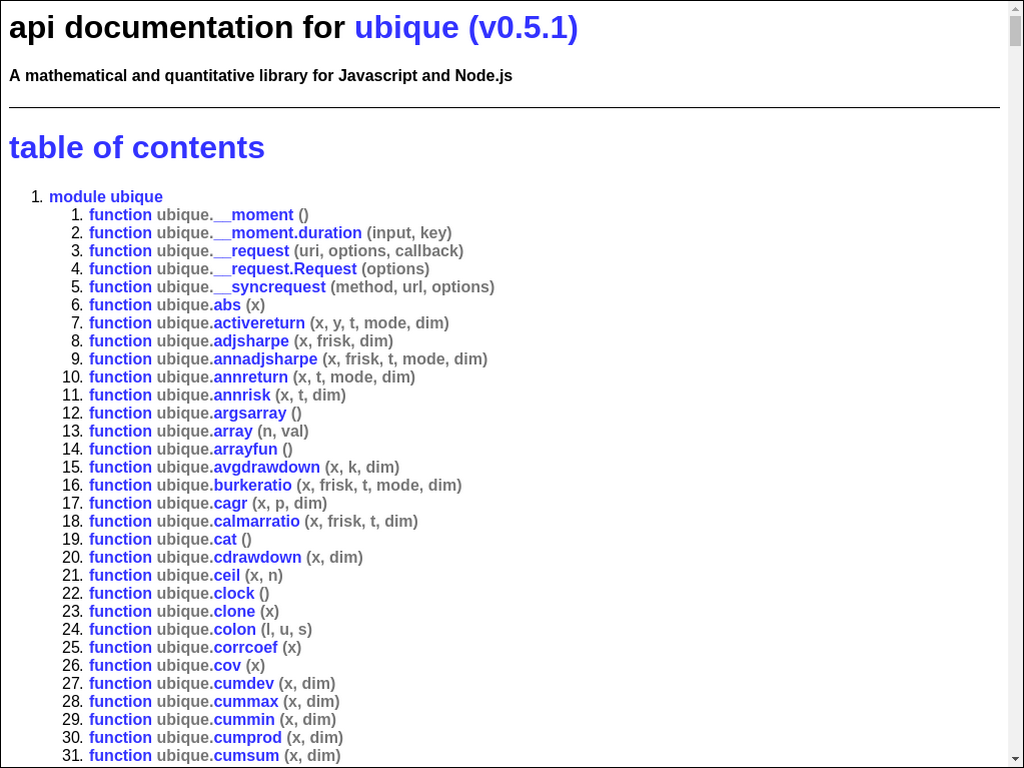 api documentation for ubique (v0.5.1)
A mathematical and quantitative library for Javascript and Node.js
table of contents
1. module ubique
1. function ubique.__moment ()
2. function ubique.__moment.duration (input, key)
3. function ubique.__request (uri, options, callback)
4. function ubique.__request.Request (options)
5. function ubique.__syncrequest (method, url, options)
6. function ubique.abs (x)
7. function ubique.activereturn (x, y, t, mode, dim)
8. function ubique.adjsharpe (x, frisk, dim)
9. function ubique.annadjsharpe (x, frisk, t, mode, dim)
10. function ubique.annreturn (x, t, mode, dim)
11. function ubique.annrisk (x, t, dim)
12. function ubique.argsarray ()
13. function ubique.array (n, val)
14. function ubique.arrayfun ()
15. function ubique.avgdrawdown (x, k, dim)
16. function ubique.burkeratio (x, frisk, t, mode, dim)
17. function ubique.cagr (x, p, dim)
18. function ubique.calmarratio (x, frisk, t, dim)
19. function ubique.cat ()
20. function ubique.cdrawdown (x, dim)
21. function ubique.ceil (x, n)
22. function ubique.clock ()
23. function ubique.clone (x)
24. function ubique.colon (l, u, s)
25. function ubique.corrcoef (x)
26. function ubique.cov (x)
27. function ubique.cumdev (x, dim)
28. function ubique.cummax (x, dim)
29. function ubique.cummin (x, dim)
30. function ubique.cumprod (x, dim)
31. function ubique.cumsum (x, dim)